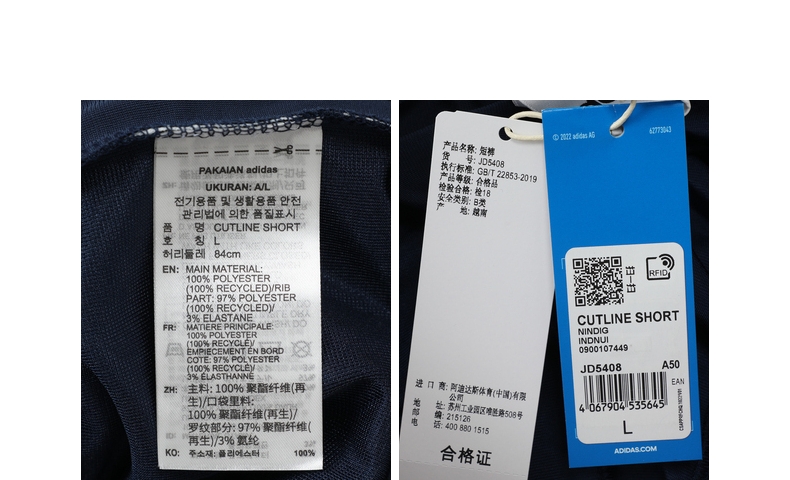 PAKAIAN adidas
UKURAN: A/L
전기용품 및 생활용품 안전
관리법에 의한 품질표시
품 명 CUTLINE SHORT
호 칭 L
허리둘레 84cm
EN: MAIN MATERIAL:
100% POLYESTER
(100% RECYCLED)/RIB
PART: 97% POLYESTER
(100% RECYCLED)/
3% ELASTANE
FR: MATIERE PRINCIPALE:
100% POLYESTER
(100% RECYCLÉ)/
EMPIECEMENT EN BORD
COTE: 97% POLYESTER
(100% RECYCLÉ)/
3% ÉLASTHANNE
ZH: 主料: 100% 聚酯纤维(再
生)/口袋里料:
100% 聚酯纤维(再生)/
罗纹部分: 97% 聚酯纤维(
再生)/3% 氨纶
KO: 주소재: 폴리에스터 100%
产品名称: 短裤
货 号: JD5408
执行标准: GB/T 22853-2019
产品等级: 合格品
检验合格: 检18
安全类别: B类
产 地: 越南
进 口 商: 阿迪达斯体育(中国)有限
公司
地 址: 苏州工业园区唯胜路508号
邮 编: 215126
电 话: 400 880 1515
合格证
© 2022 adidas AG
62773043
RFID
CUTLINE SHORT
NINDIG
INDNUI
0900107449
JD5408 A50
EAN
4 067904 535645
L
ADIDAS.COM